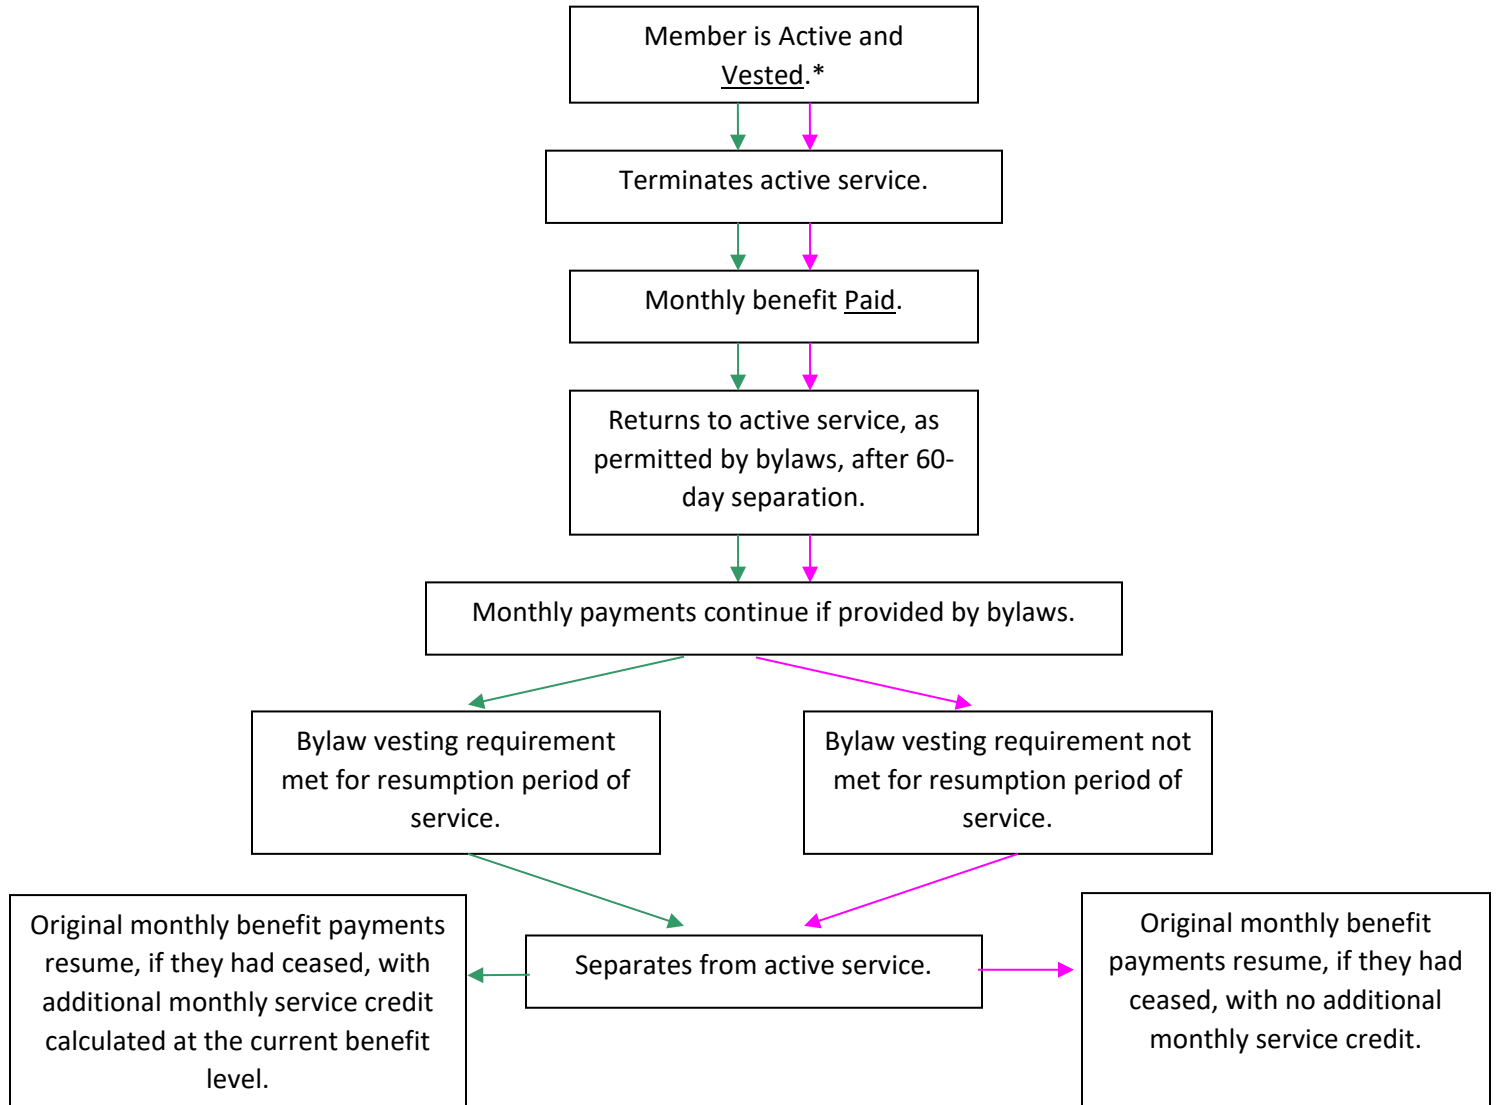 Member is Active and
Vested.*
Terminates active service.
Monthly benefit Paid.
Returns to active service, as
permitted by bylaws, after 60-
day separation.
Monthly payments continue if provided by bylaws.
Bylaw vesting requirement
met for resumption period of
service.
Bylaw vesting requirement not
met for resumption period of
service.
Original monthly benefit payments
resume, if they had ceased, with
additional monthly service credit
calculated at the current benefit
level.
Separates from active service.
Original monthly benefit
payments resume, if they had
ceased, with no additional
monthly service credit.